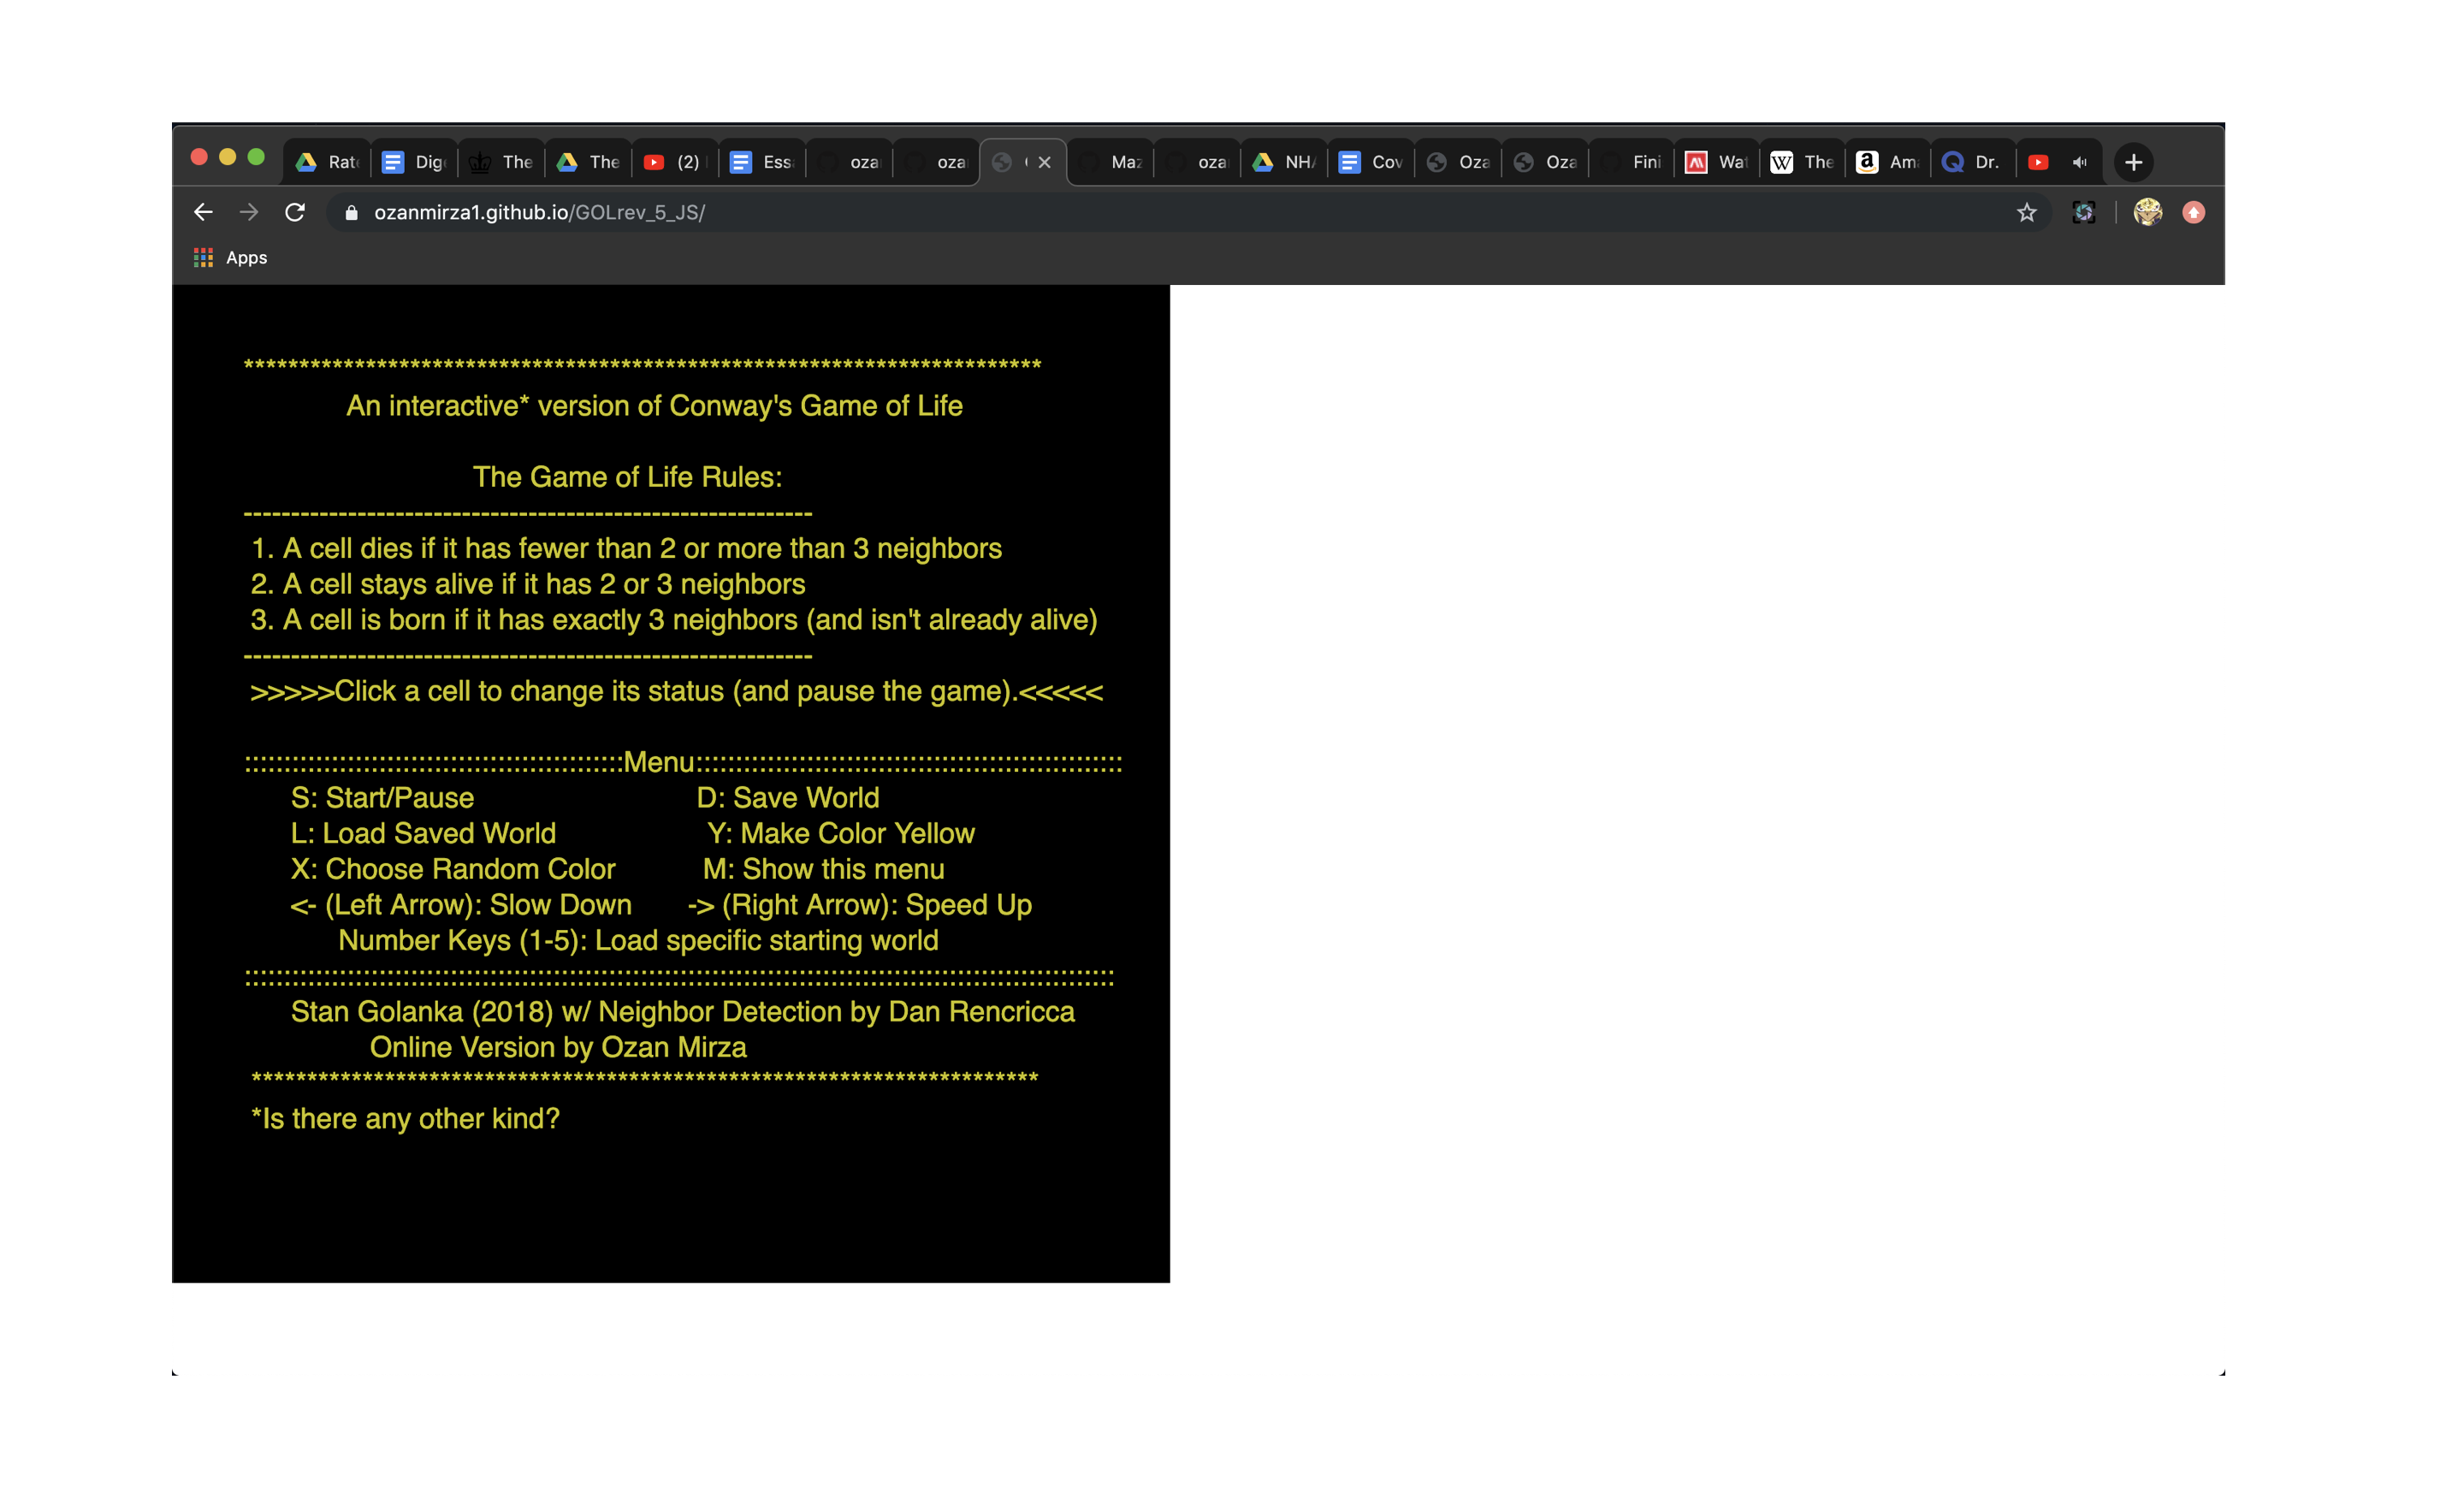 Rat Dig The The (2) Ess oza oza Maz oza NH Cov Oza Oza Fini Wat The Am Dr.
ozanmirza1.github.io/GOLrev_5_JS/
Apps
***********************************************************************
An interactive* version of Conway's Game of Life
The Game of Life Rules:
------------------------------------------------------
1. A cell dies if it has fewer than 2 or more than 3 neighbors
2. A cell stays alive if it has 2 or 3 neighbors
3. A cell is born if it has exactly 3 neighbors (and isn't already alive)
------------------------------------------------------
>>>>>Click a cell to change its status (and pause the game).<<<<<
:::::::::::::::::::::::::::::::::::::::::::::::Menu:::::::::::::::::::::::::::::::::::::::::::::::::::::
S: Start/Pause D: Save World
L: Load Saved World Y: Make Color Yellow
X: Choose Random Color M: Show this menu
<- (Left Arrow): Slow Down -> (Right Arrow): Speed Up
Number Keys (1-5): Load specific starting world
::::::::::::::::::::::::::::::::::::::::::::::::::::::::::::::::::::::::::::::::::::::::::::::::::::::::::::
Stan Golanka (2018) w/ Neighbor Detection by Dan Rencricca
Online Version by Ozan Mirza
**********************************************************************
*Is there any other kind?